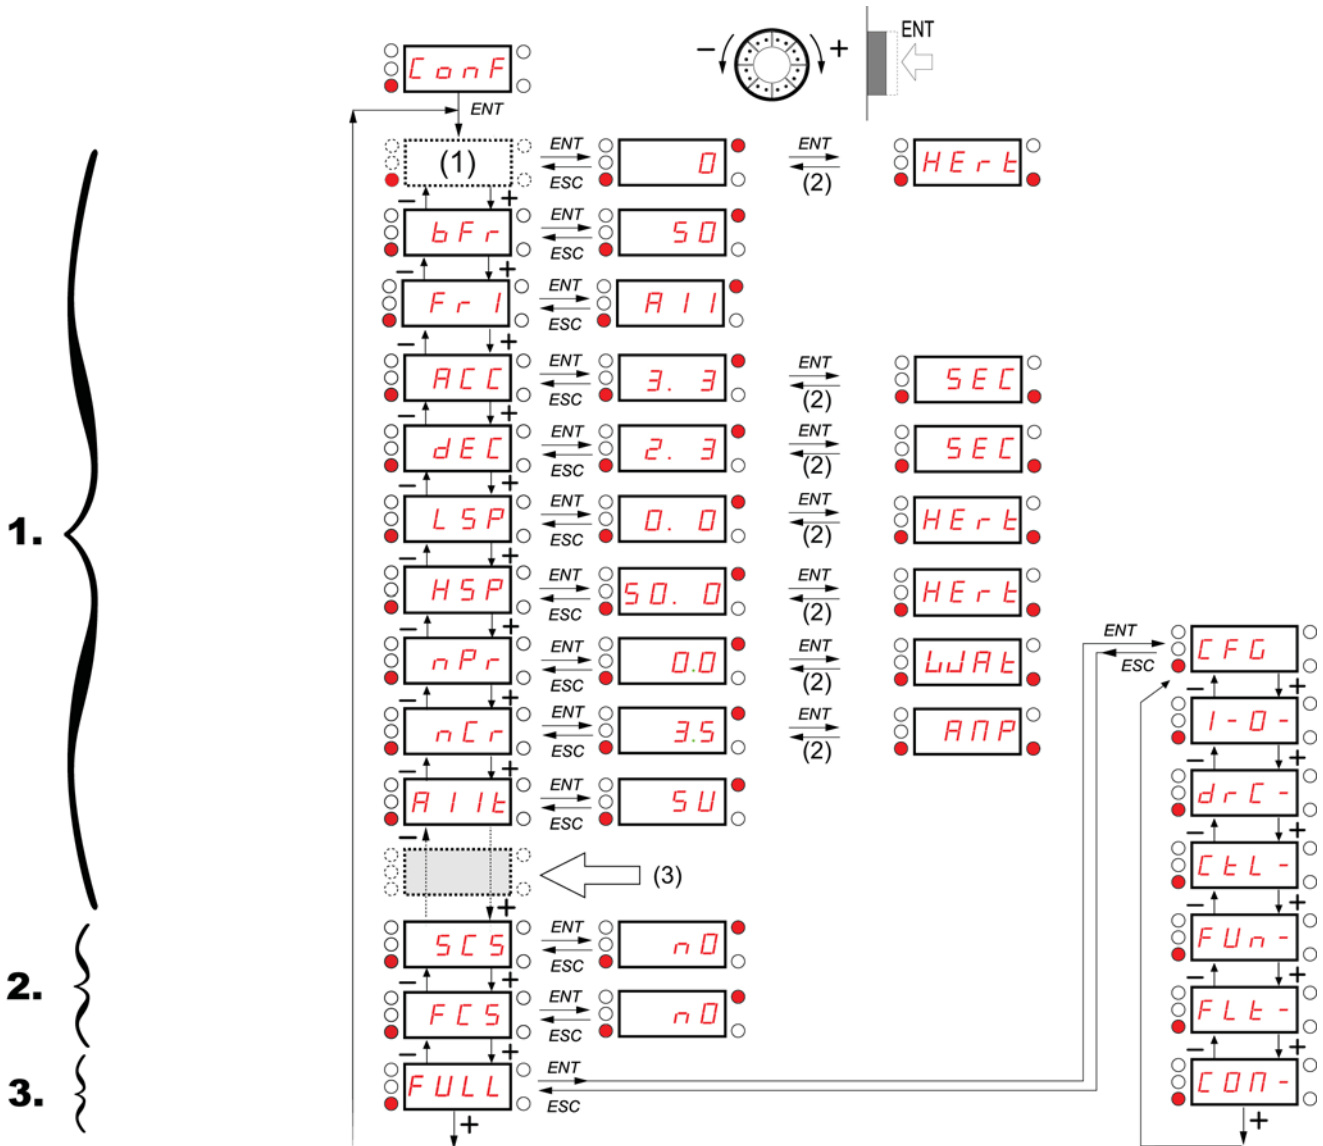 − + ENT
ConF
ENT
(1) ENT ESC 0 ENT (2) HErt
− +
bFr ENT ESC 50
− +
Fr1 ENT ESC A11
− +
ACC ENT ESC 3. 3 ENT (2) SEC
− +
dEC ENT ESC 2. 3 ENT (2) SEC
− +
1. LSP ENT ESC 0. 0 ENT (2) HErt
− +
HSP ENT ESC 50. 0 ENT (2) HErt
− +
nPr ENT ESC 0.0 ENT (2) WAt
− +
nCr ENT ESC 3.5 ENT (2) AMP
− +
A11t ENT ESC 5U
−
(3)
+
SCS ENT ESC nO
2. − +
FCS ENT ESC nO
− +
3. FULL ENT ESC
+
ENT ESC CFG
− +
I-O-
− +
drC-
− +
CtL-
− +
FUn-
− +
FLt-
− +
COM-
+